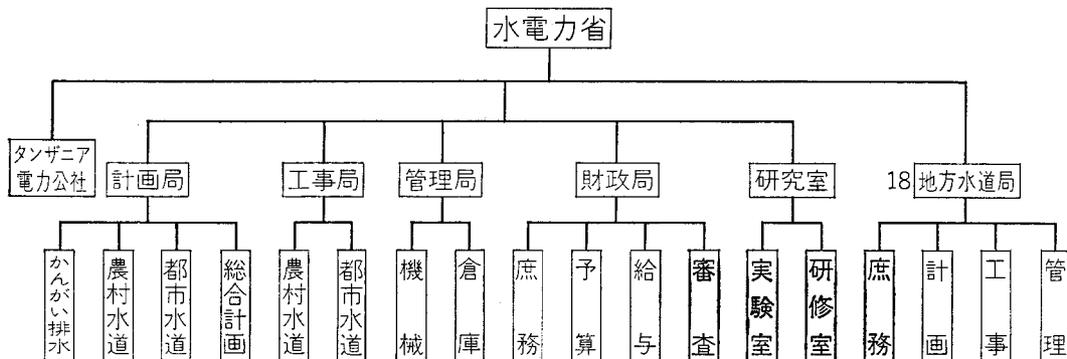 水電力省
タンザニア
電力公社
計画局
工事局
管理局
財政局
研究室
18地方水道局
かんがい排水
農村水道
都市水道
総合計画
農村水道
都市水道
機械
倉庫
庶務
予算
給与
審査
実験室
研修室
庶務
計画
工事
管理